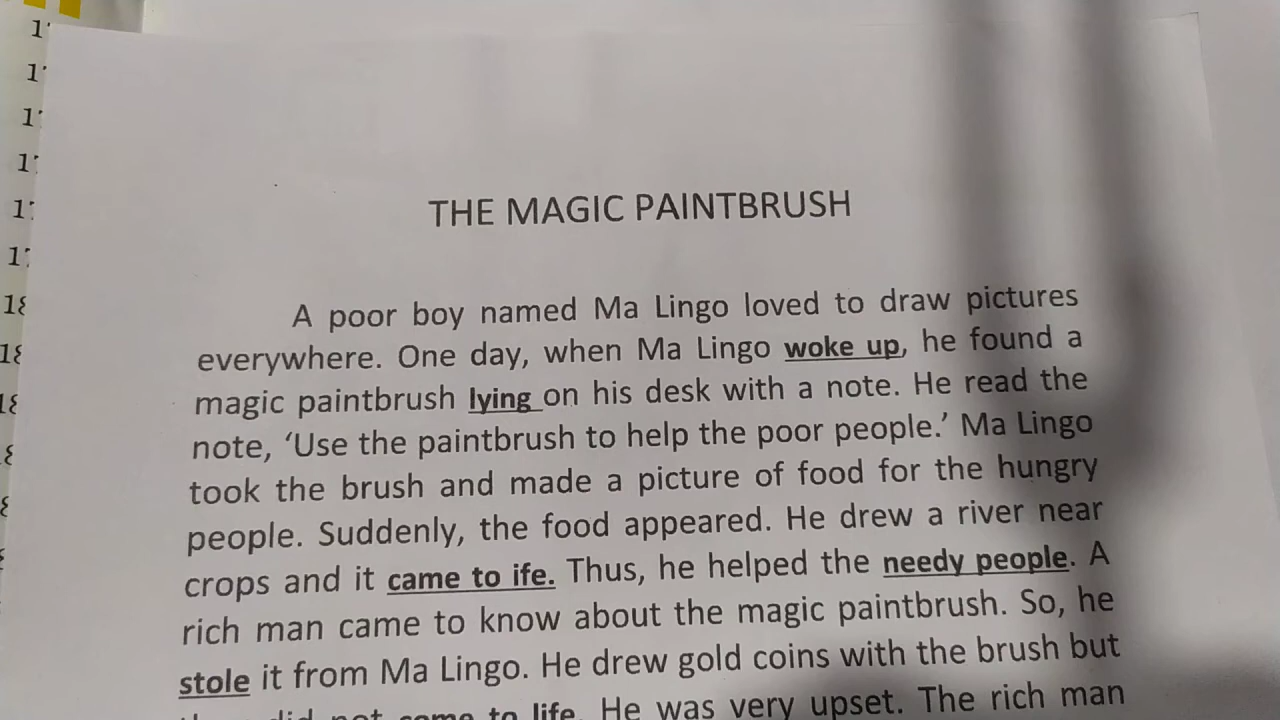 THE MAGIC PAINTBRUSH
A poor boy named Ma Lingo loved to draw pictures
everywhere. One day, when Ma Lingo woke up, he found a
magic paintbrush lying on his desk with a note. He read the
note, ‘Use the paintbrush to help the poor people.’ Ma Lingo
took the brush and made a picture of food for the hungry
people. Suddenly, the food appeared. He drew a river near
crops and it came to ife. Thus, he helped the needy people. A
rich man came to know about the magic paintbrush. So, he
stole it from Ma Lingo. He drew gold coins with the brush but
did not come to life. He was very upset. The rich man